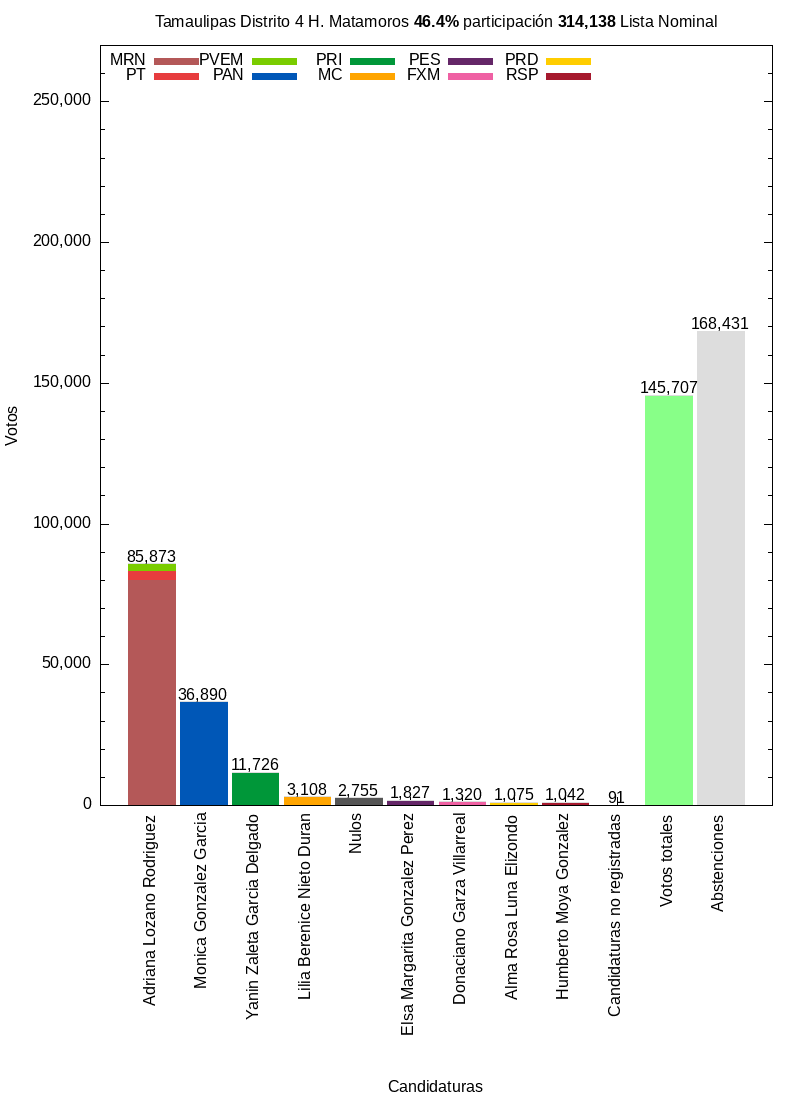 Tamaulipas Distrito 4 H. Matamoros 46.4% participación 314,138 Lista Nominal
MRN PVEM PRI PES PRD
PT PAN MC FXM RSP
250,000
200,000
150,000
100,000
50,000
0
Votos
85,873
36,890
11,726
3,108
2,755
1,827
1,320
1,075
1,042
91
145,707
168,431
Adriana Lozano Rodriguez
Monica Gonzalez Garcia
Yanin Zaleta Garcia Delgado
Lilia Berenice Nieto Duran
Nulos
Elsa Margarita Gonzalez Perez
Donaciano Garza Villarreal
Alma Rosa Luna Elizondo
Humberto Moya Gonzalez
Candidaturas no registradas
Votos totales
Abstenciones
Candidaturas